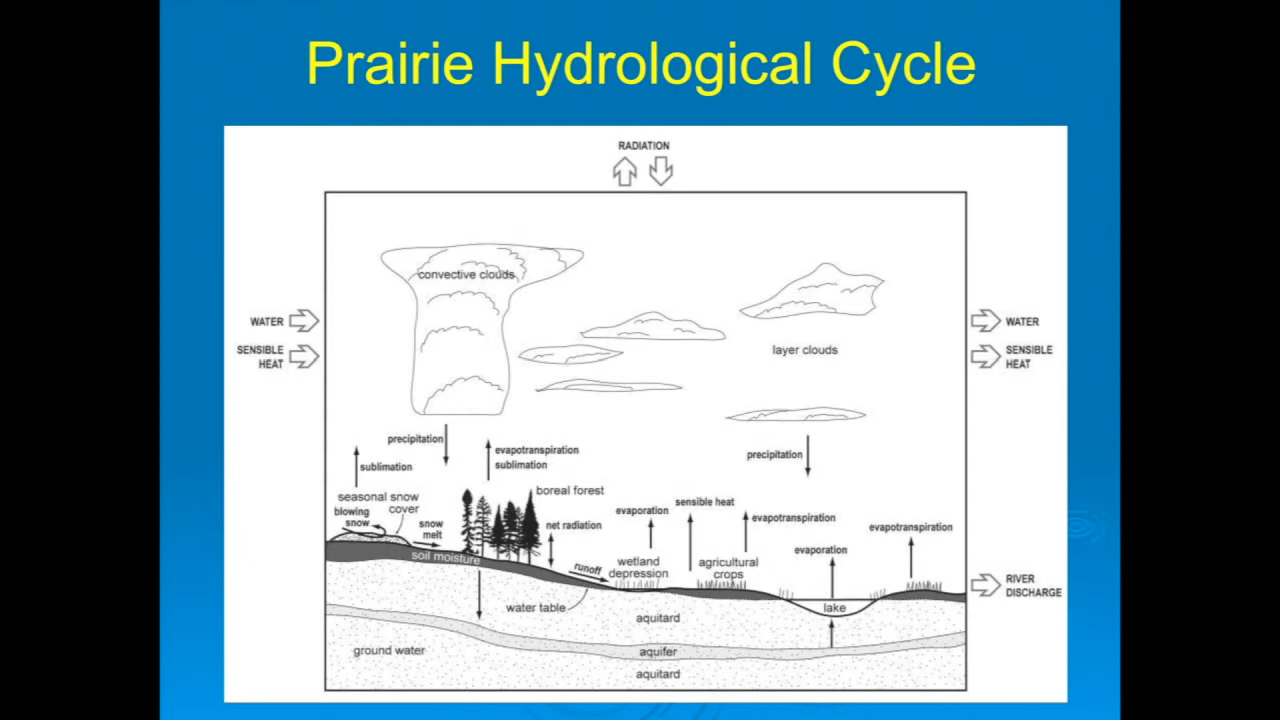 Prairie Hydrological Cycle
RADIATION
convective clouds
WATER
SENSIBLE
HEAT
layer clouds
WATER
SENSIBLE
HEAT
precipitation
sublimation
evapotranspiration
sublimation
precipitation
seasonal snow
cover
blowing
snow
snow
melt
boreal forest
net radiation
evaporation
sensible heat
evapotranspiration
evapotranspiration
evaporation
soil moisture
runoff
wetland
depression
agricultural
crops
RIVER
DISCHARGE
water table
lake
aquitard
ground water
aquifer
aquitard